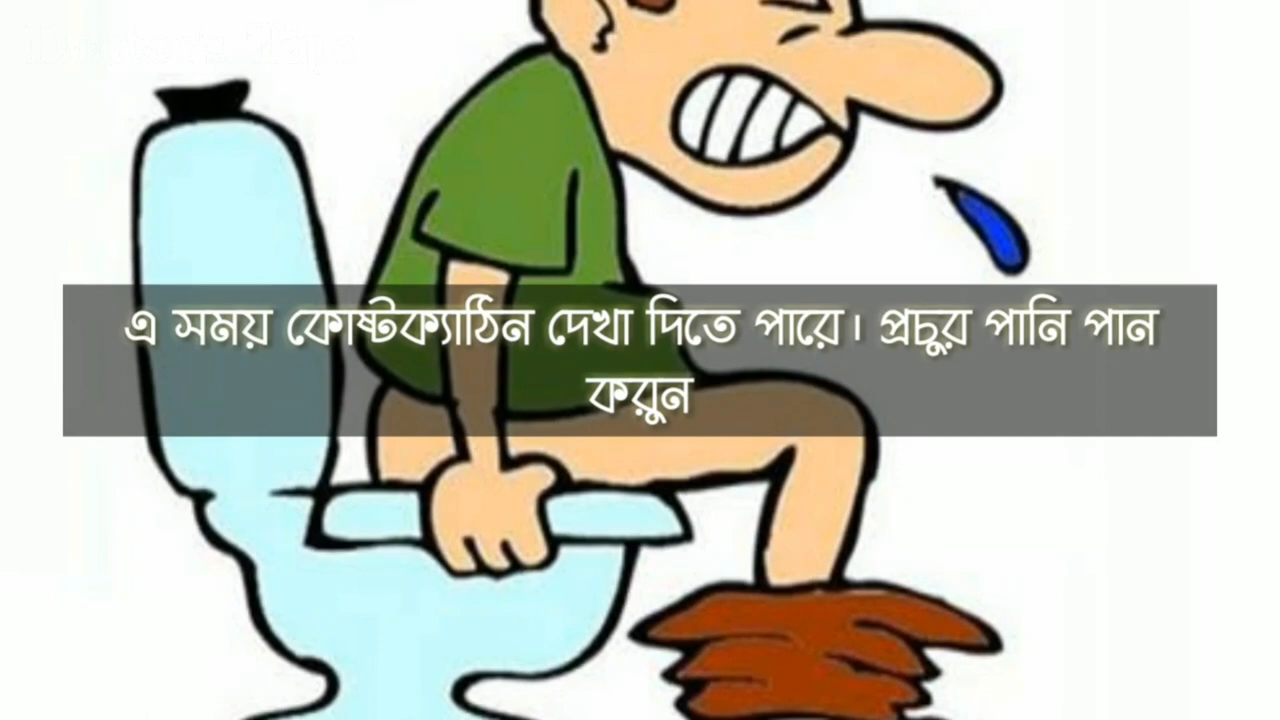 এ সময় কোষ্টক্যাঠিন দেখা দিতে পারে। প্রচুর পানি পান
করুন